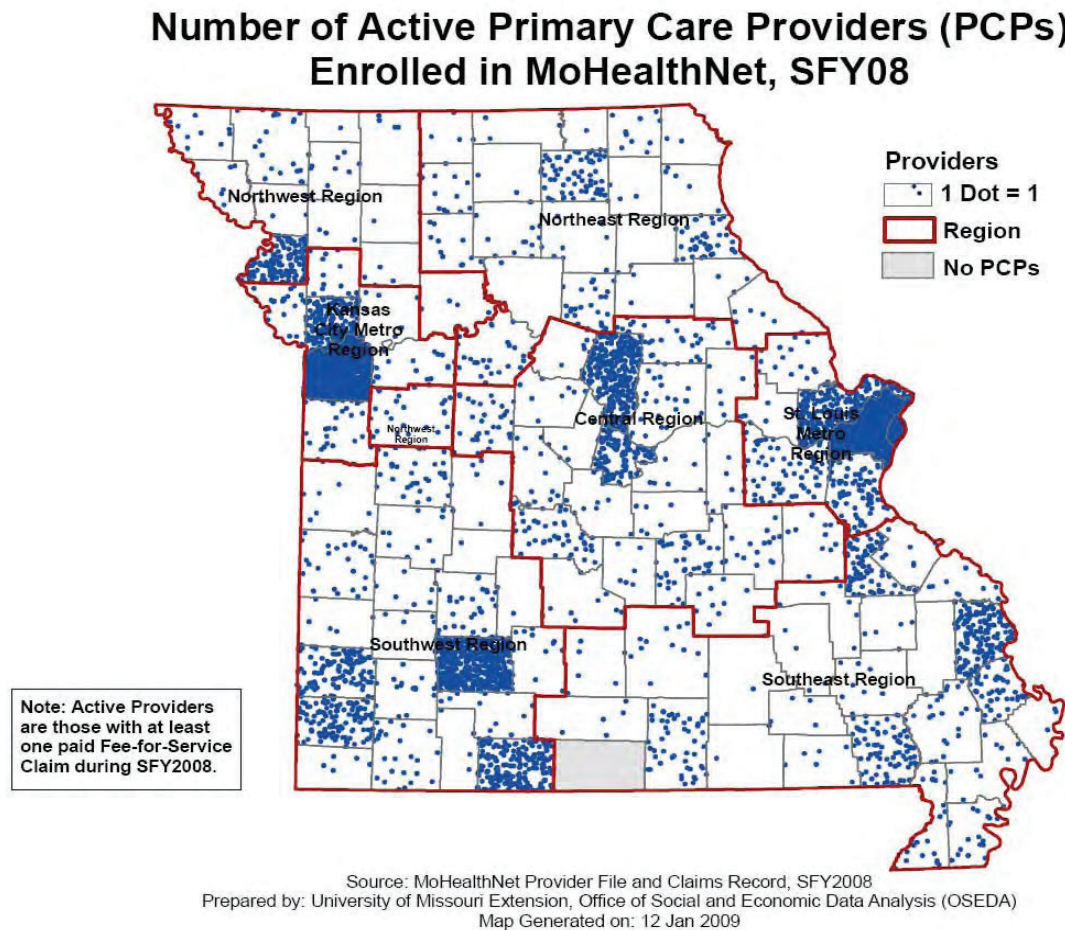 Number of Active Primary Care Providers (PCPs)
Enrolled in MoHealthNet, SFY08
Providers
1 Dot = 1
Region
No PCPs
Northwest Region
Northeast Region
Kansas
City Metro
Region
Northwest
Region
Central Region
St. Louis
Metro
Region
Southwest Region
Southeast Region
Note: Active Providers
are those with at least
one paid Fee-for-Service
Claim during SFY2008.
Source: MoHealthNet Provider File and Claims Record, SFY2008
Prepared by: University of Missouri Extension, Office of Social and Economic Data Analysis (OSEDA)
Map Generated on: 12 Jan 2009